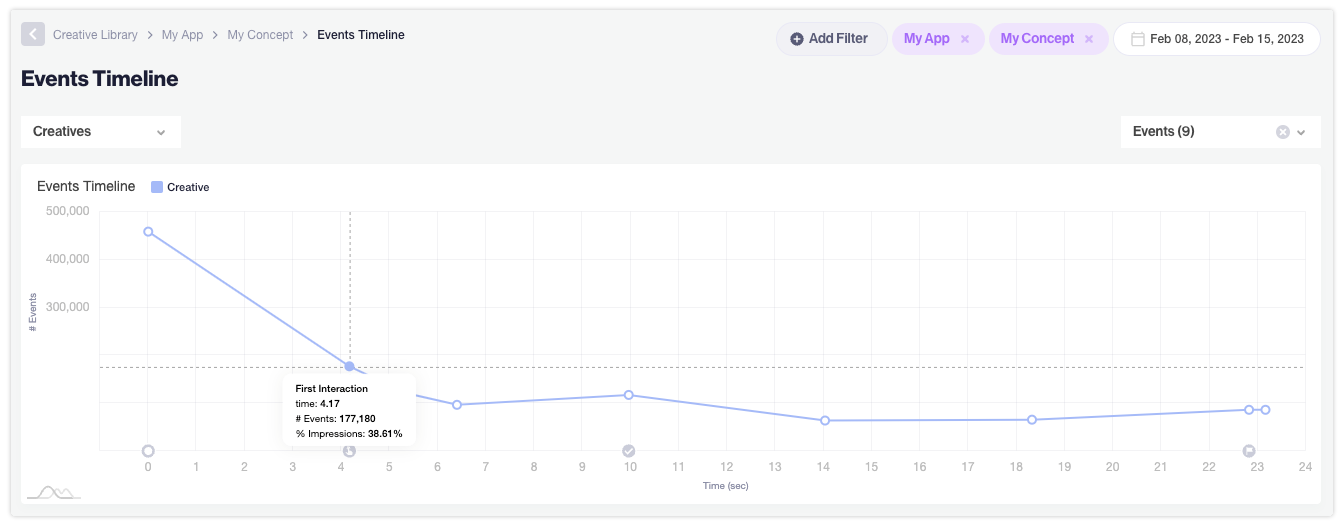 Creative Library > My App > My Concept > Events Timeline
Add Filter
My App ×
My Concept ×
Feb 08, 2023 - Feb 15, 2023
Events Timeline
Creatives
Events (9)
Events Timeline
Creative
500,000
400,000
300,000
# Events
First Interaction
time: 4.17
# Events: 177,180
% Impressions: 38.61%
0 1 2 3 4 5 6 7 8 9 10 11 12 13 14 15 16 17 18 19 20 21 22 23 24
Time (sec)